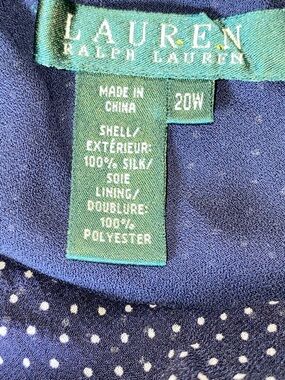 LAUREN
RALPH LAUREN
MADE IN
CHINA
20W
SHELL/
EXTÉRIEUR:
100% SILK/
SOIE
LINING/
DOUBLURE:
100%
POLYESTER